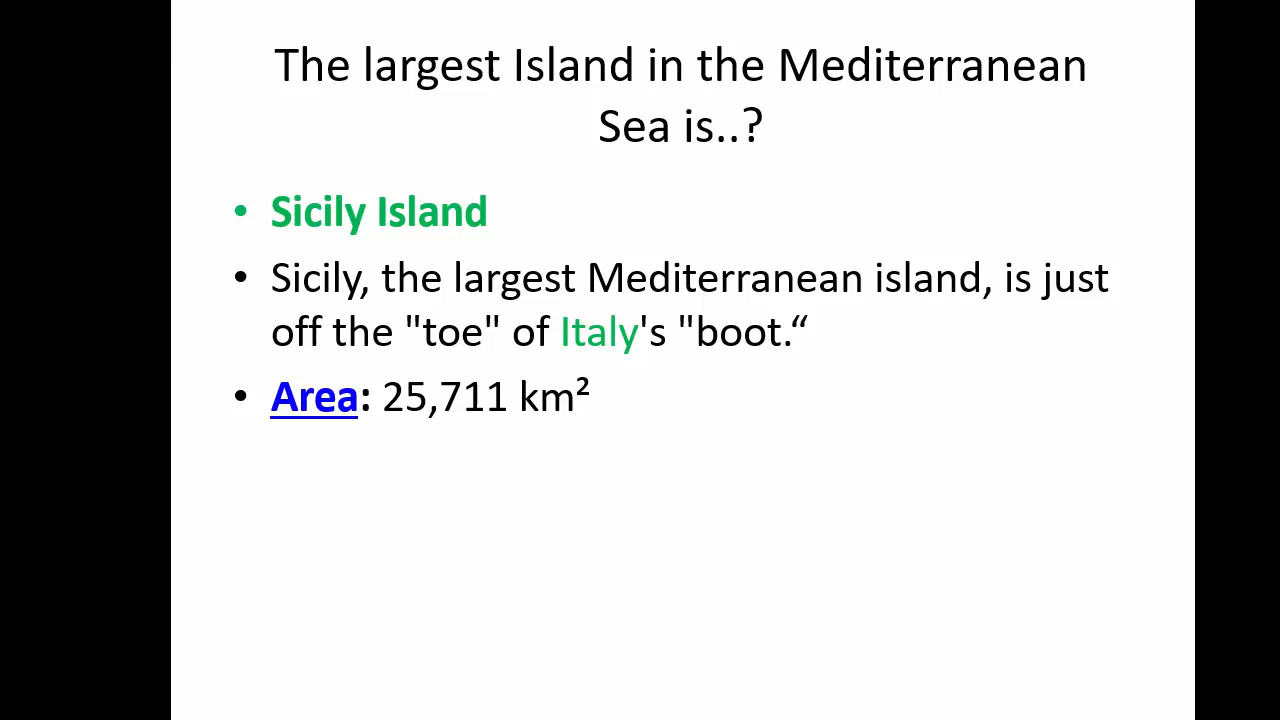 The largest Island in the Mediterranean
Sea is..?
• Sicily Island
• Sicily, the largest Mediterranean island, is just
off the "toe" of Italy's "boot.“
• Area: 25,711 km²